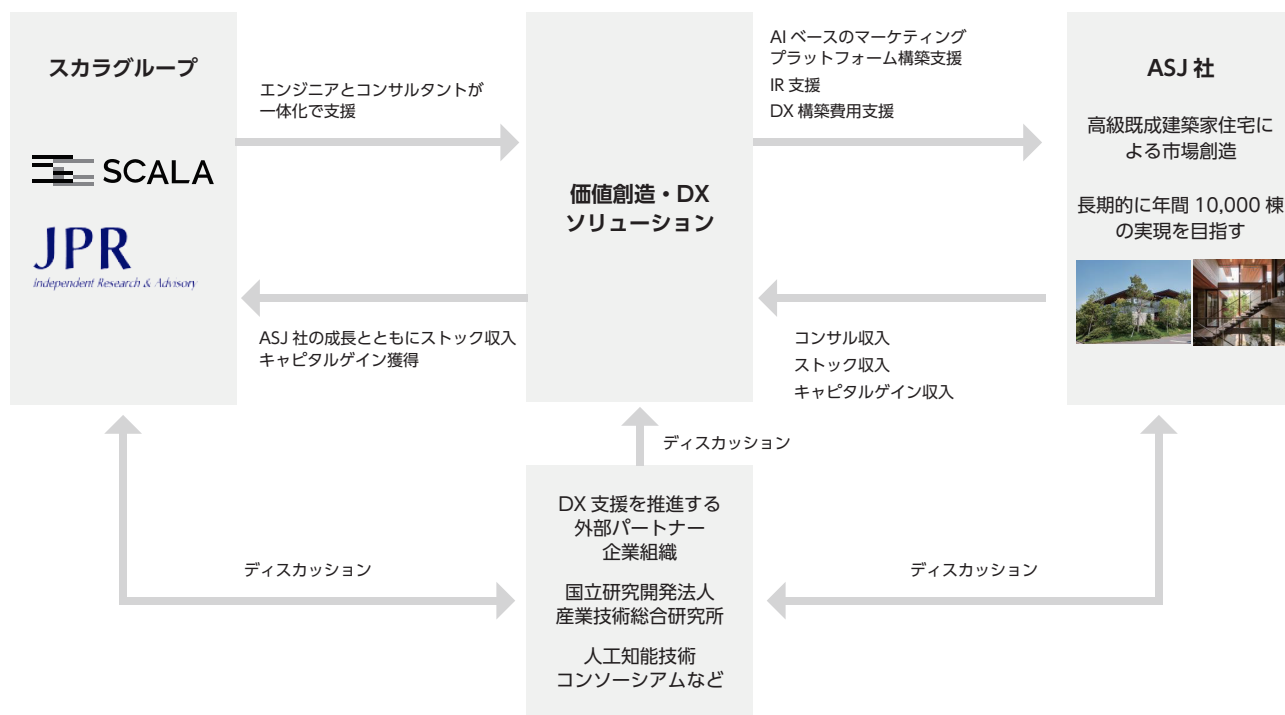 スカラグループ
SCALA
JPR
Independent Research & Advisory
エンジニアとコンサルタントが
一体化で支援
ASJ 社の成長とともにストック収入
キャピタルゲイン獲得
価値創造・DX
ソリューション
AI ベースのマーケティング
プラットフォーム構築支援
IR 支援
DX 構築費用支援
コンサル収入
ストック収入
キャピタルゲイン収入
ASJ 社
高級既成建築家住宅に
よる市場創造
長期的に年間 10,000 棟
の実現を目指す
ディスカッション
ディスカッション
DX 支援を推進する
外部パートナー
企業組織
国立研究開発法人
産業技術総合研究所
人工知能技術
コンソーシアムなど
ディスカッション